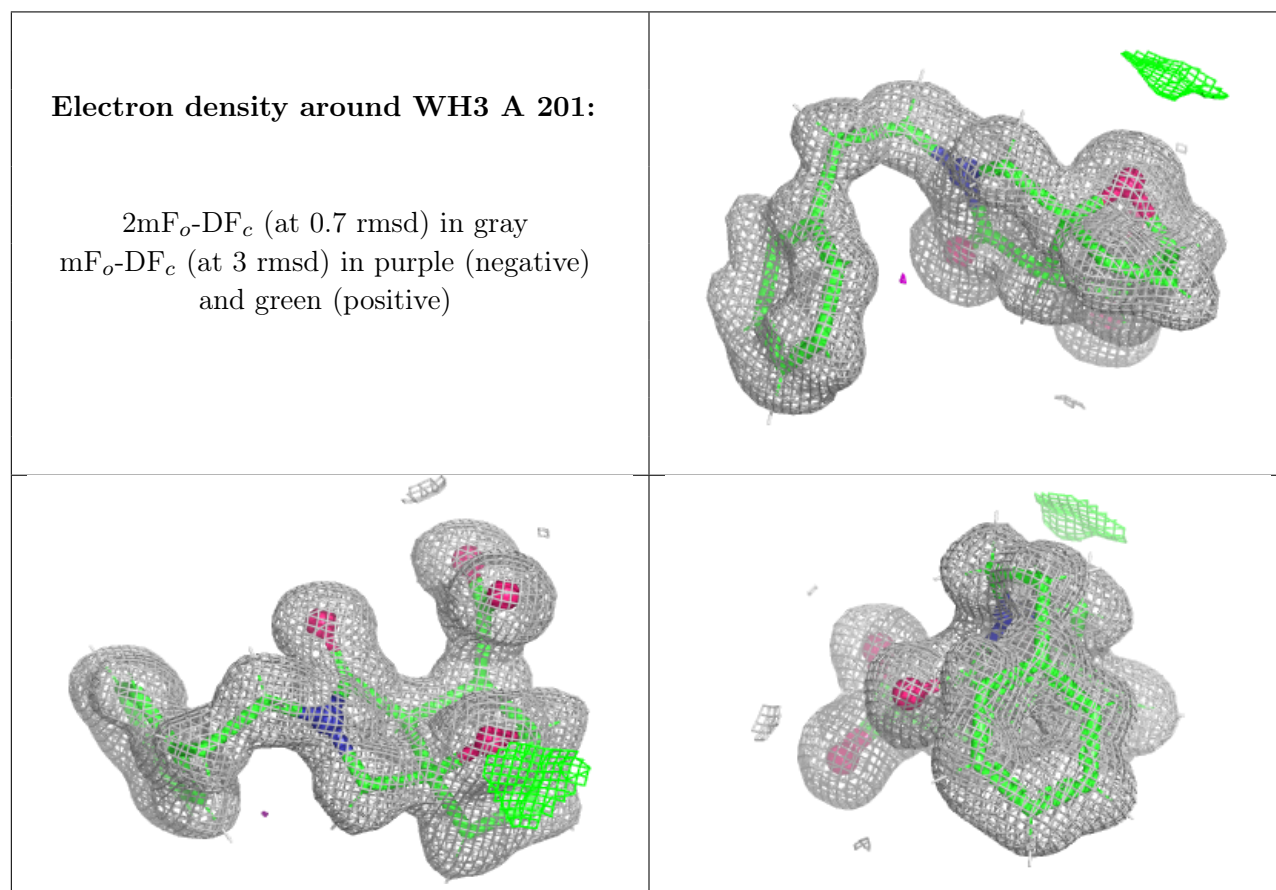 Electron density around WH3 A 201:
2mFo-DFc (at 0.7 rmsd) in gray
mFo-DFc (at 3 rmsd) in purple (negative)
and green (positive)